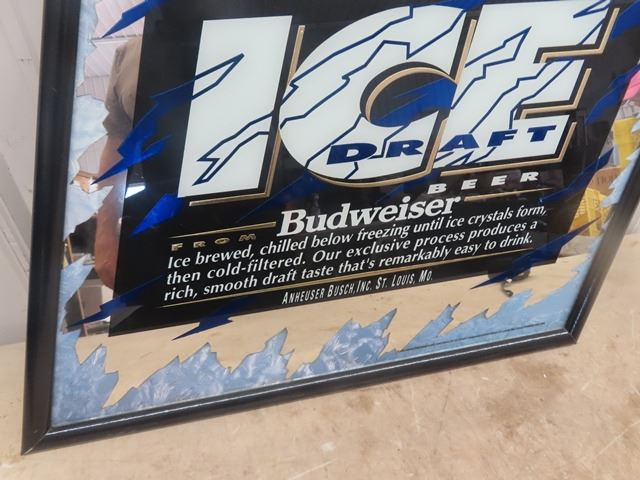 ICE
DRAFT
BEER
FROM Budweiser
Ice brewed, chilled below freezing until ice crystals form,
then cold-filtered. Our exclusive process produces a
rich, smooth draft taste that's remarkably easy to drink.
ANHEUSER BUSCH, INC. ST. LOUIS, MO.